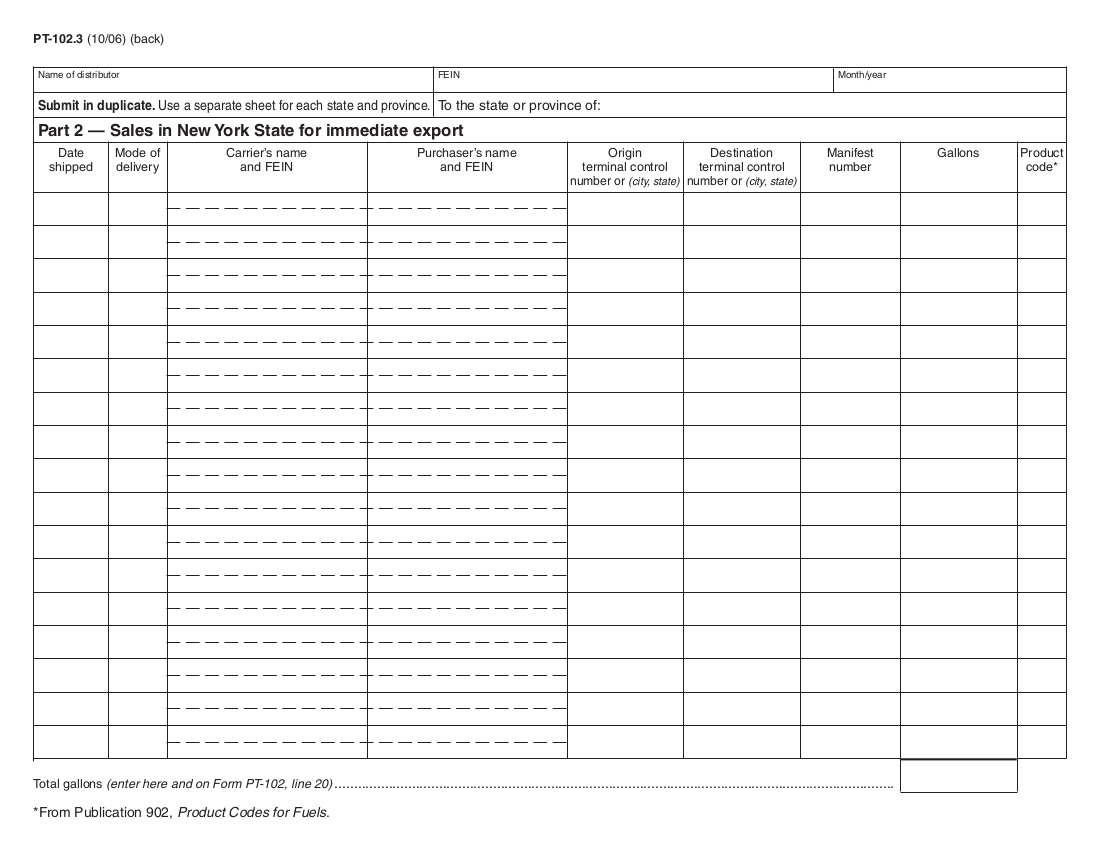 PT-102.3 (10/06) (back)
Name of distributor
FEIN
Month/year
Submit in duplicate. Use a separate sheet for each state and province.
To the state or province of:
Part 2 — Sales in New York State for immediate export
Date
shipped
Mode of
delivery
Carrier's name
and FEIN
Purchaser's name
and FEIN
Origin
terminal control
number or (city, state)
Destination
terminal control
number or (city, state)
Manifest
number
Gallons
Product
code*
Total gallons (enter here and on Form PT-102, line 20)
*From Publication 902, Product Codes for Fuels.